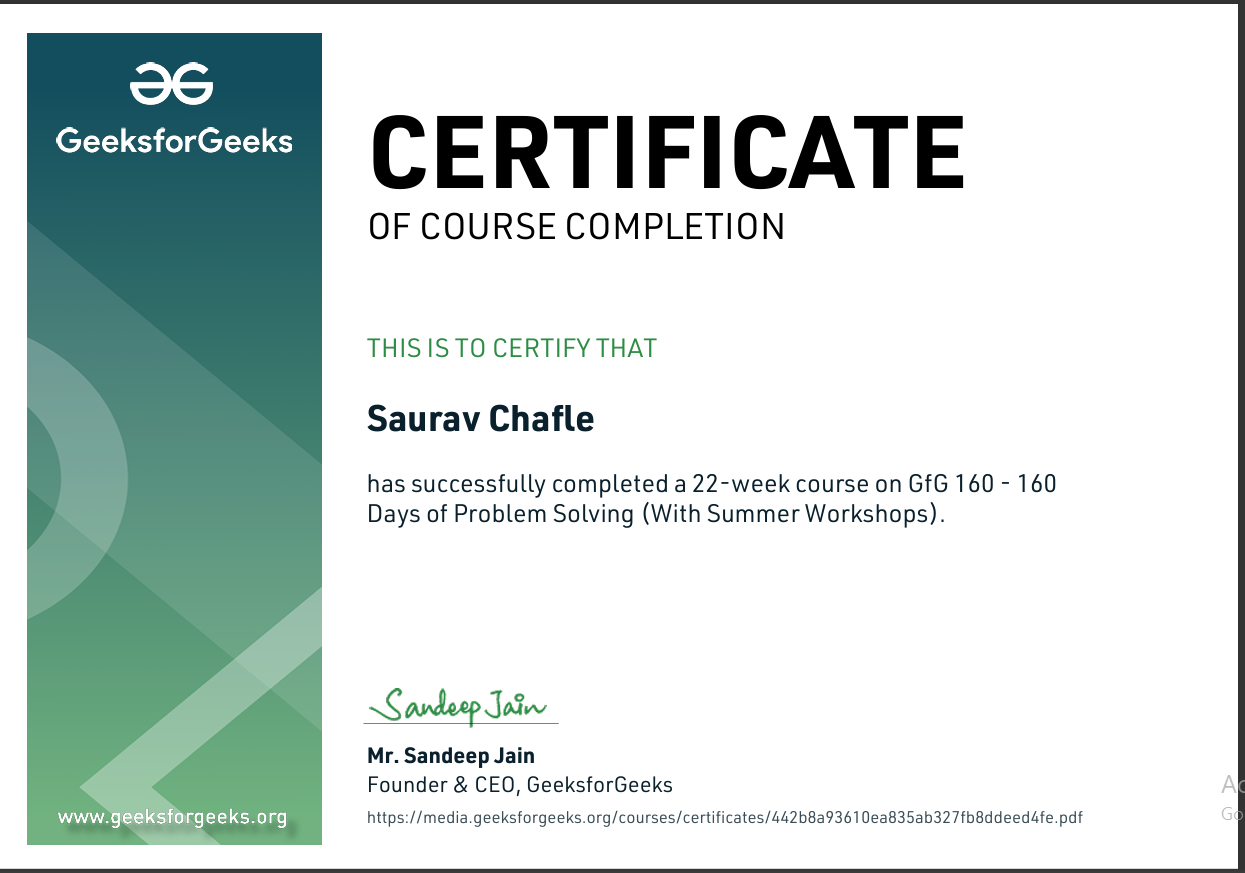 GeeksforGeeks
CERTIFICATE
OF COURSE COMPLETION
THIS IS TO CERTIFY THAT
Saurav Chafle
has successfully completed a 22-week course on GfG 160 - 160
Days of Problem Solving (With Summer Workshops).
Sandeep Jain
Mr. Sandeep Jain
Founder & CEO, GeeksforGeeks
https://media.geeksforgeeks.org/courses/certificates/442b8a93610ea835ab327fb8ddeed4fe.pdf
www.geeksforgeeks.org